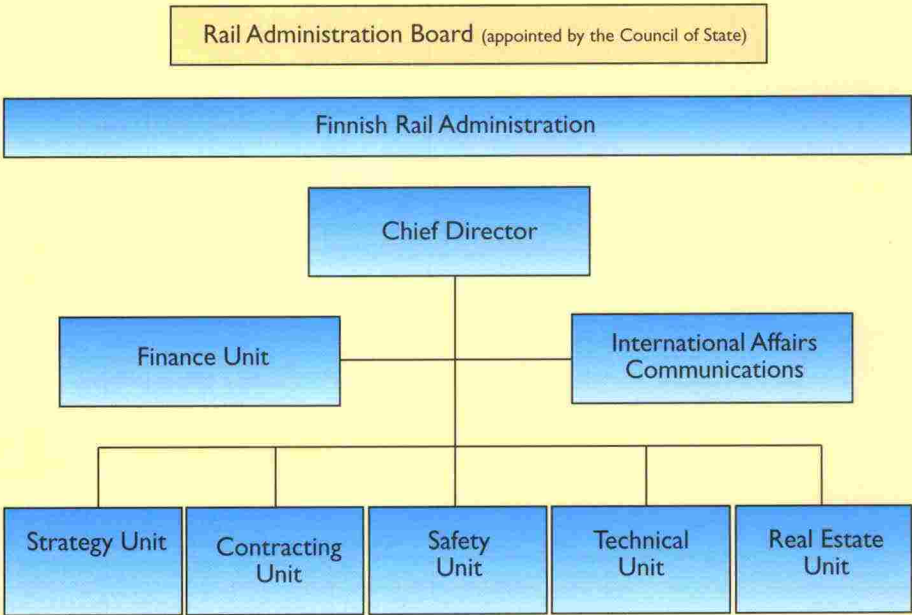 Rail Administration Board (appointed by the Council of State)
Finnish Rail Administration
Chief Director
Finance Unit
International Affairs
Communications
Strategy Unit
Contracting
Unit
Safety
Unit
Technical
Unit
Real Estate
Unit